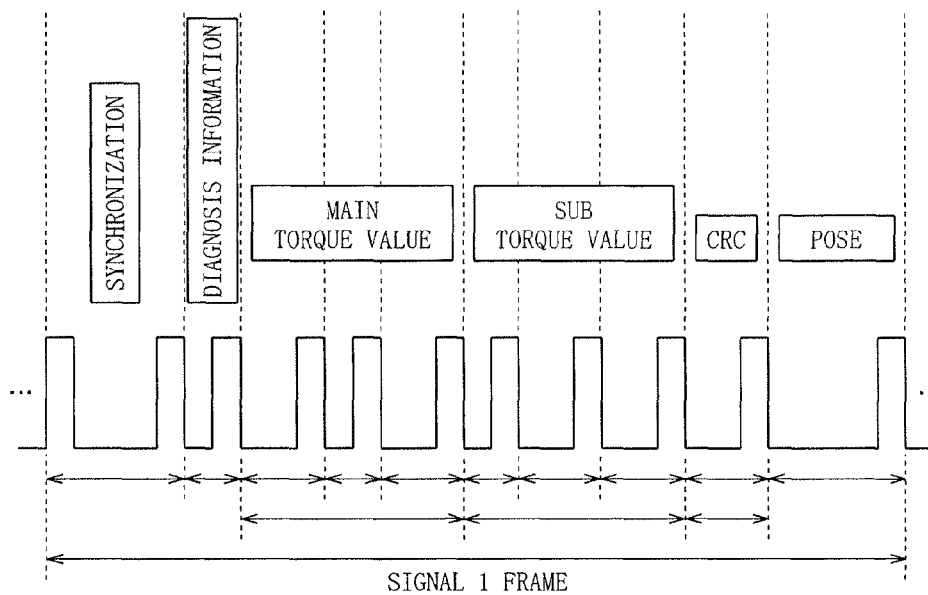 SYNCHRONIZATION
DIAGNOSIS INFORMATION
MAIN
TORQUE VALUE
SUB
TORQUE VALUE
CRC
POSE
...
SIGNAL 1 FRAME